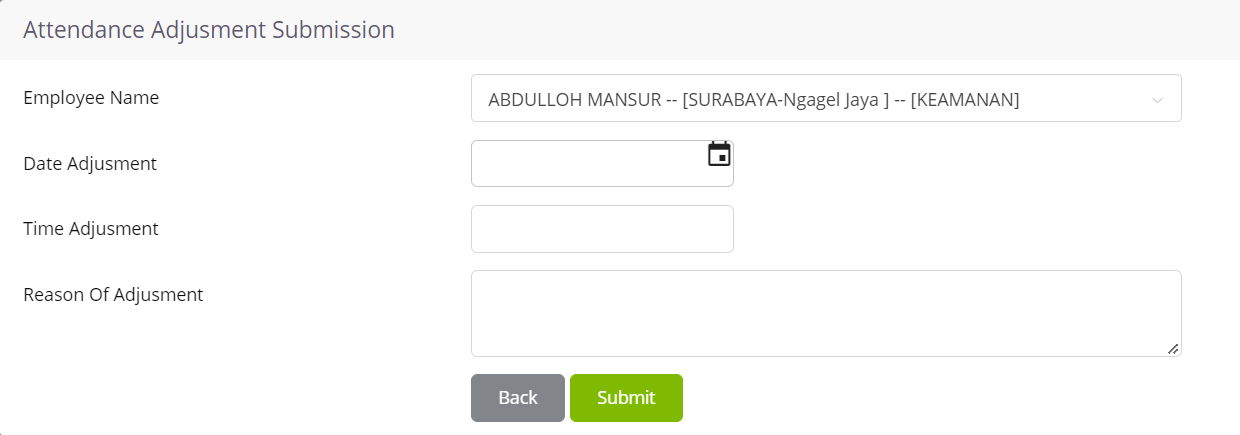 Attendance Adjusment Submission
Employee Name
ABDULLOH MANSUR -- [SURABAYA-Ngagel Jaya ] -- [KEAMANAN]
Date Adjusment
Time Adjusment
Reason Of Adjusment
Back Submit